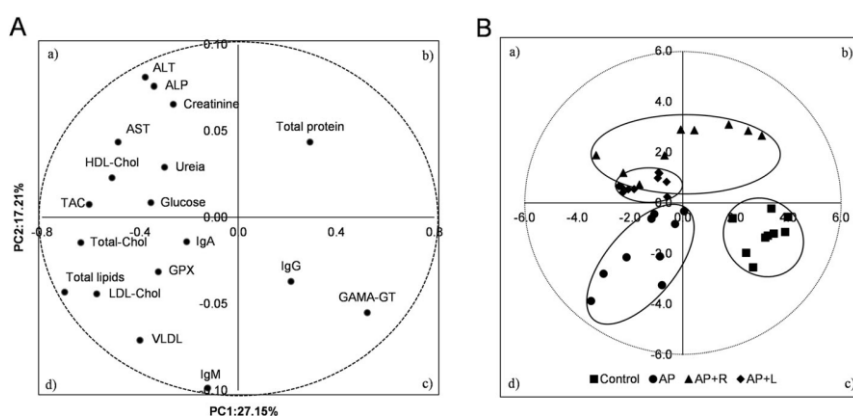 A
B
a)
0.10
b)
ALT
ALP
Creatinine
0.05
Total protein
AST
HDL-Chol
Ureia
TAC
Glucose
0.00
-0.8
-0.4
0.0
0.4
0.8
Total-Chol
IgA
Total lipids
GPX
IgG
LDL-Chol
-0.05
GAMA-GT
VLDL
IgM
d)
-0.10
c)
PC1:27.15%
PC2:17.21%
a)
6.0
b)
4.0
2.0
0.0
-6.0
-4.0
-2.0
0.0
2.0
4.0
6.0
-2.0
-4.0
d)
-6.0
c)
Control AP AP+R AP+L